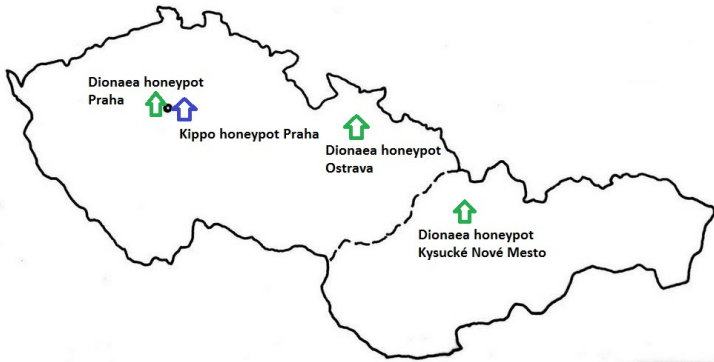 Dionaea honeypot
Praha
Kippo honeypot Praha
Dionaea honeypot
Ostrava
Dionaea honeypot
Kysucké Nové Mesto